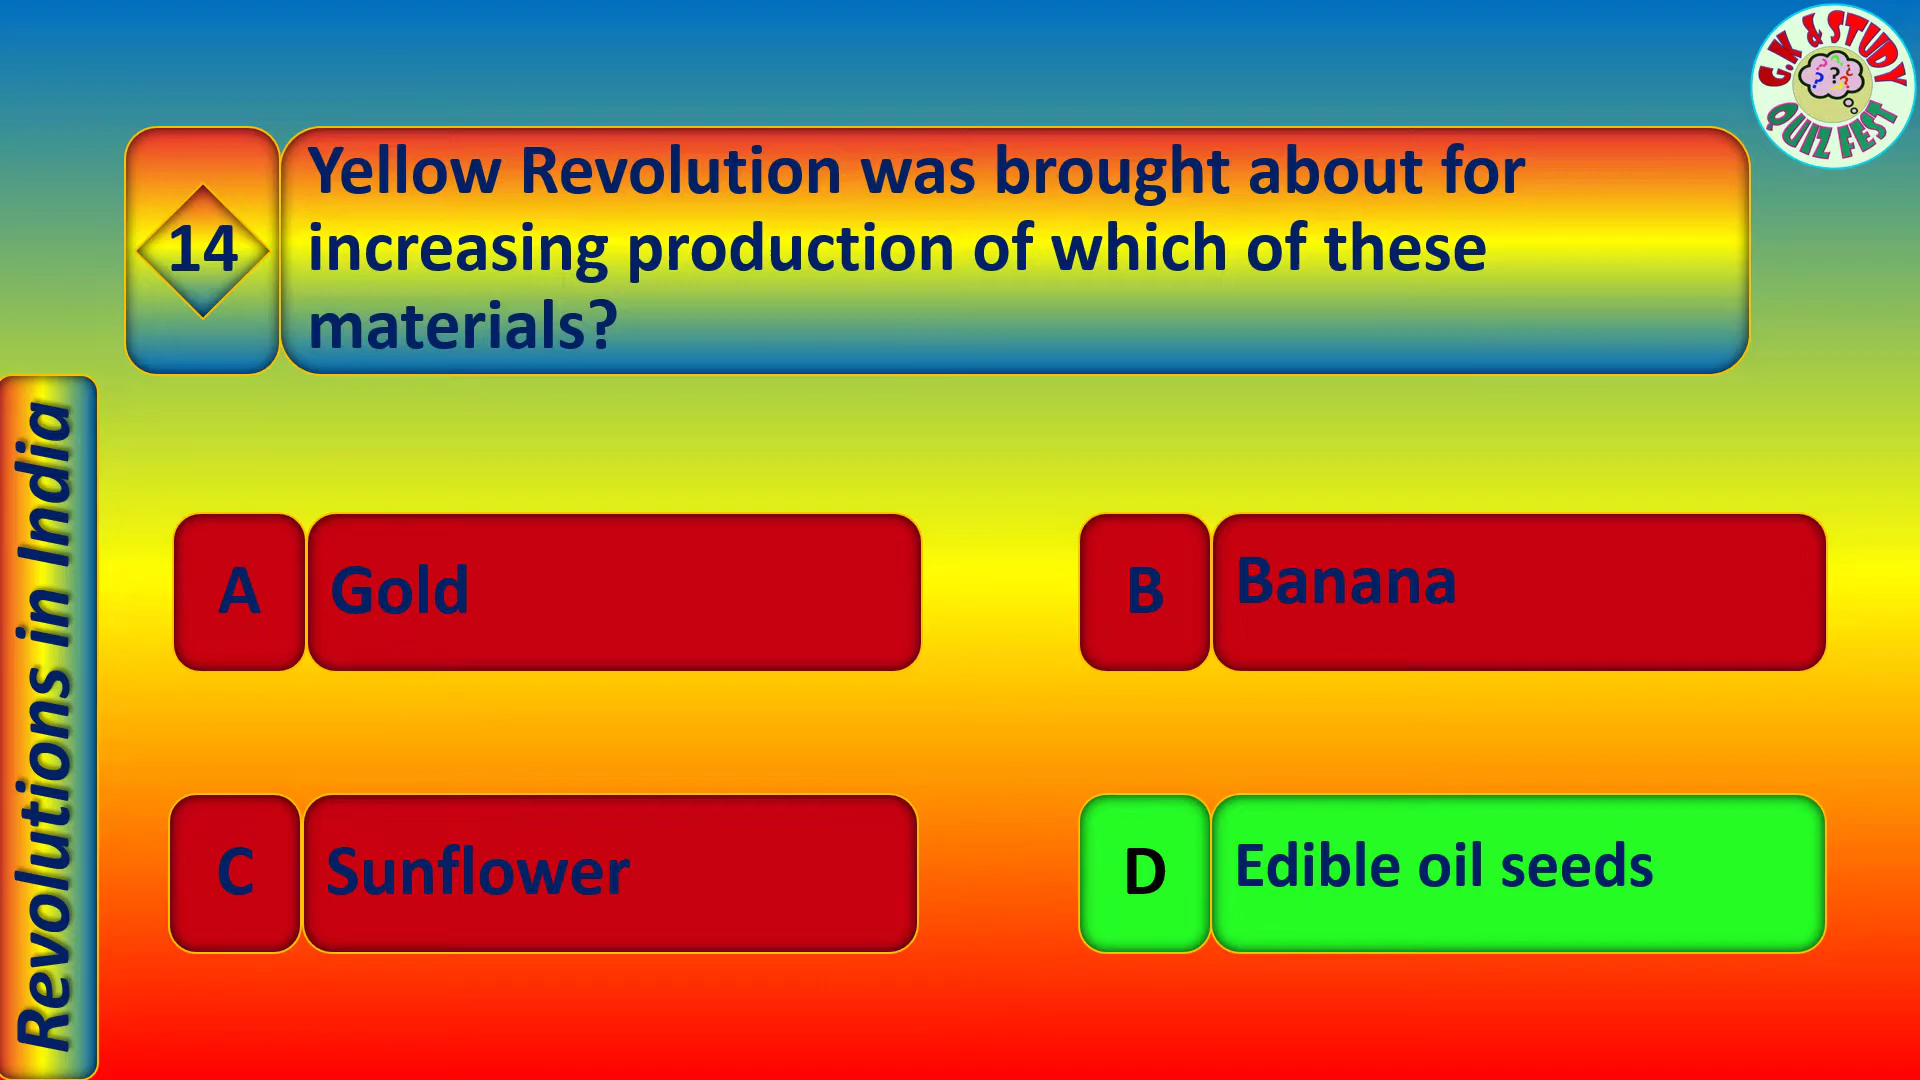 G.K & STUDY
QUIZ FEST
14
Yellow Revolution was brought about for
increasing production of which of these
materials?
Revolutions in India
A Gold
B Banana
C Sunflower
D Edible oil seeds